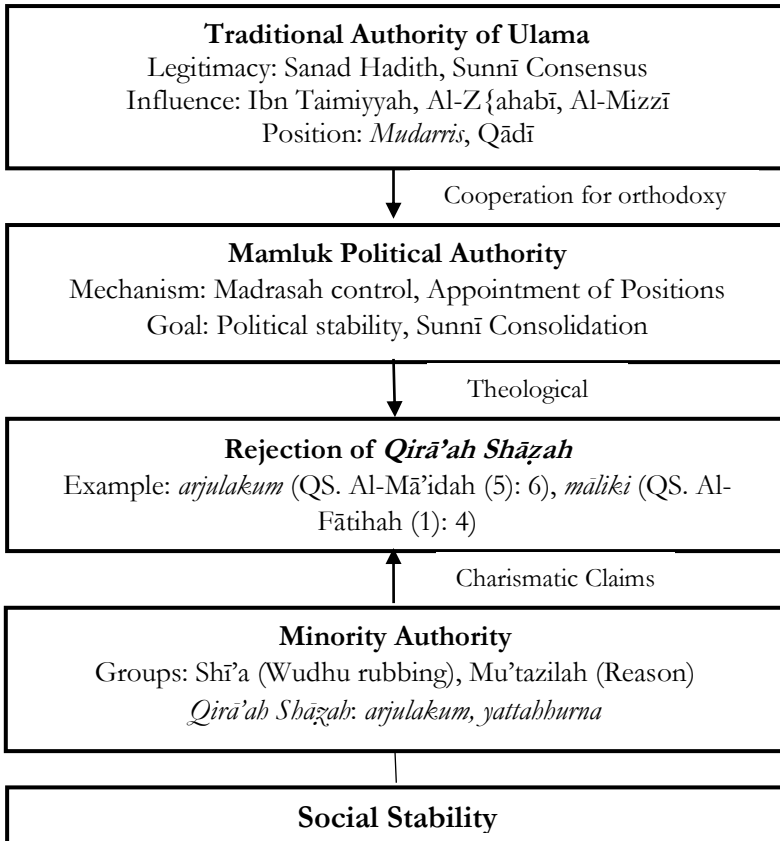 Traditional Authority of Ulama
Legitimacy: Sanad Hadith, Sunnī Consensus
Influence: Ibn Taimiyyah, Al-Z{ahabī, Al-Mizzī
Position: Mudarris, Qādī
Cooperation for orthodoxy
Mamluk Political Authority
Mechanism: Madrasah control, Appointment of Positions
Goal: Political stability, Sunnī Consolidation
Theological
Rejection of Qirā’ah Shāẓah
Example: arjulakum (QS. Al-Mā’idah (5): 6), māliki (QS. Al-
Fātihah (1): 4)
Charismatic Claims
Minority Authority
Groups: Shī’a (Wudhu rubbing), Mu’tazilah (Reason)
Qirā’ah Shāẓah: arjulakum, yattahhurna
Social Stability